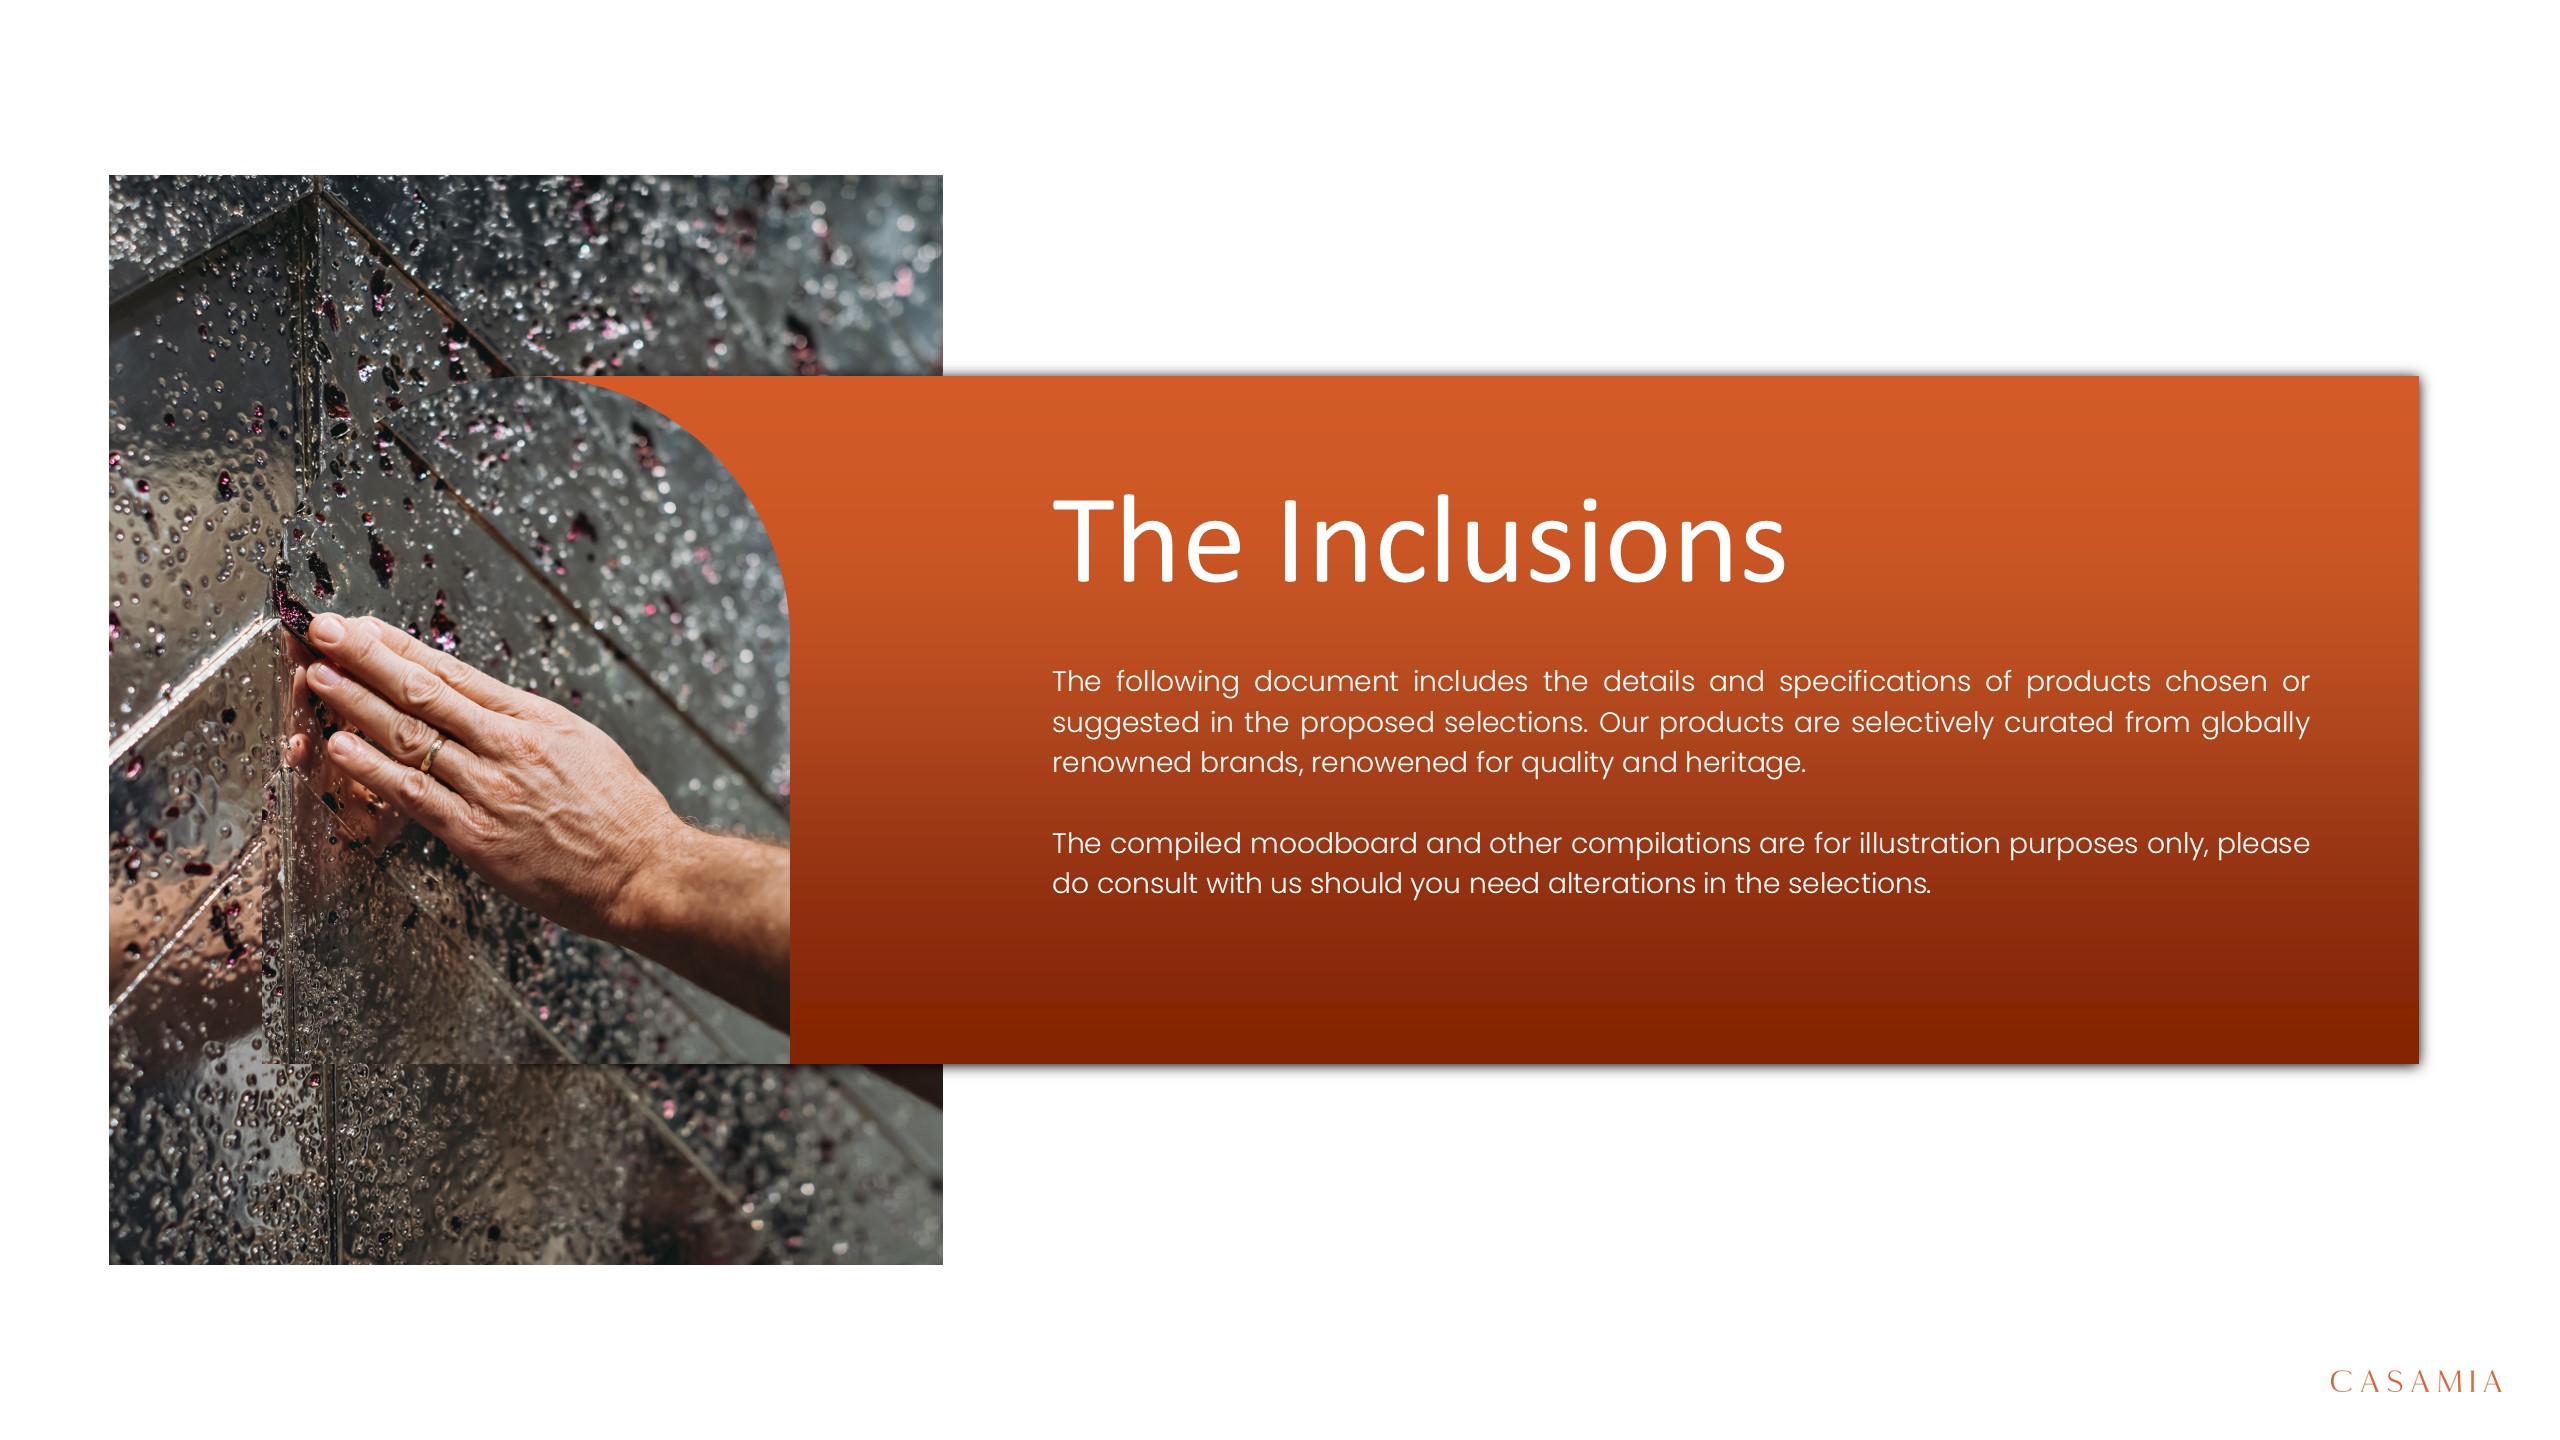 The Inclusions
The following document includes the details and specifications of products chosen or
suggested in the proposed selections. Our products are selectively curated from globally
renowned brands, renowened for quality and heritage.
The compiled moodboard and other compilations are for illustration purposes only, please
do consult with us should you need alterations in the selections.
CASAMIA